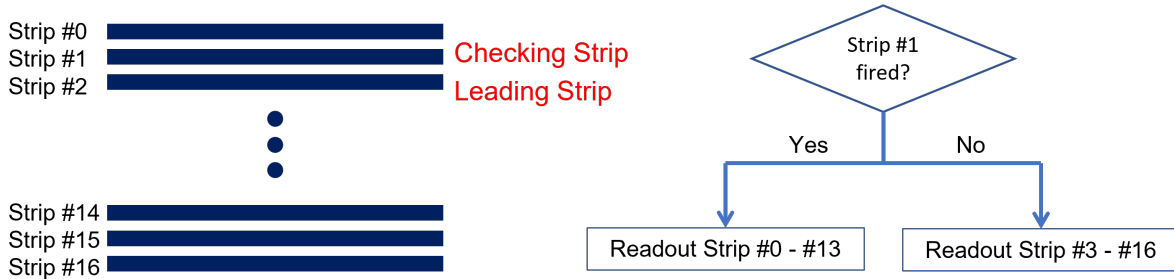 Strip #0
Strip #1
Checking Strip
Strip #2
Leading Strip
Strip #14
Strip #15
Strip #16
Strip #1
fired?
Yes
No
Readout Strip #0 - #13
Readout Strip #3 - #16